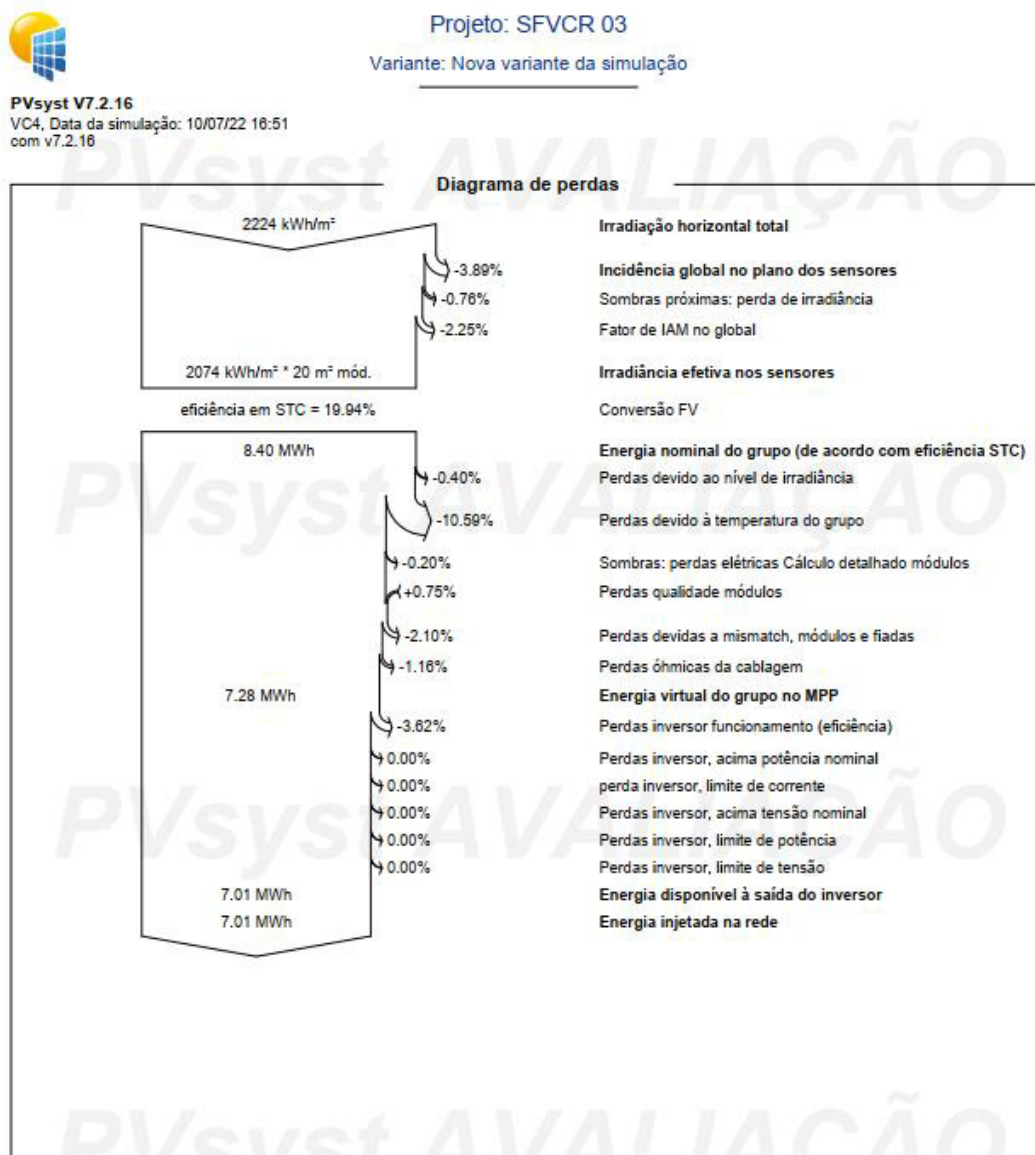 Projeto: SFVCR 03
Variante: Nova variante da simulação
PVsyst V7.2.16
VC4, Data da simulação: 10/07/22 16:51
com v7.2.16
PVsyst AVALIAÇÃO
Diagrama de perdas
2224 kWh/m² Irradiação horizontal total
-3.89% Incidência global no plano dos sensores
-0.76% Sombras próximas: perda de irradiância
-2.25% Fator de IAM no global
2074 kWh/m² * 20 m² mód. Irradiância efetiva nos sensores
eficiência em STC = 19.94% Conversão FV
8.40 MWh Energia nominal do grupo (de acordo com eficiência STC)
-0.40% Perdas devido ao nível de irradiância
PVsyst AVALIAÇÃO
-10.59% Perdas devido à temperatura do grupo
-0.20% Sombras: perdas elétricas Cálculo detalhado módulos
+0.75% Perdas qualidade módulos
-2.10% Perdas devidas a mismatch, módulos e fiadas
-1.16% Perdas óhmicas da cablagem
7.28 MWh Energia virtual do grupo no MPP
-3.62% Perdas inversor funcionamento (eficiência)
0.00% Perdas inversor, acima potência nominal
0.00% perda inversor, limite de corrente
0.00% Perdas inversor, acima tensão nominal
PVsyst AVALIAÇÃO
0.00% Perdas inversor, limite de potência
0.00% Perdas inversor, limite de tensão
7.01 MWh Energia disponível à saída do inversor
7.01 MWh Energia injetada na rede
PVsyst AVALIAÇÃO